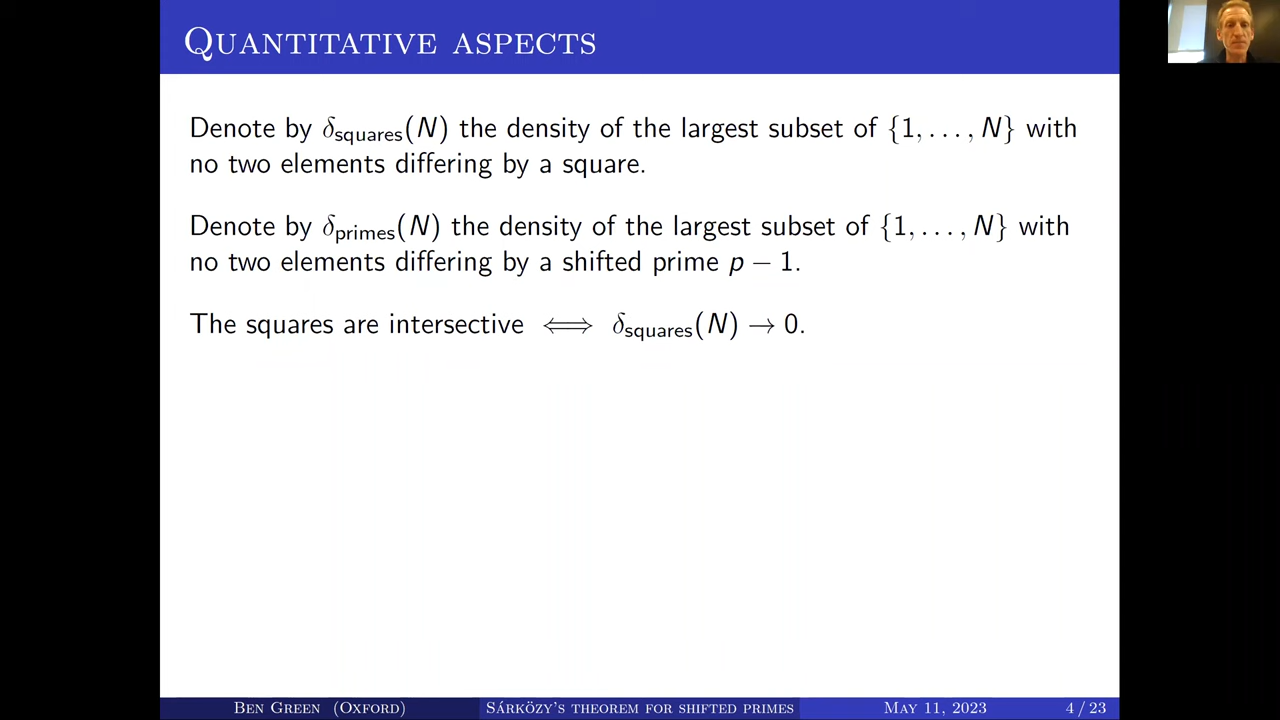 QUANTITATIVE ASPECTS
Denote by δ_squares(N) the density of the largest subset of {1, . . . , N} with
no two elements differing by a square.
Denote by δ_primes(N) the density of the largest subset of {1, . . . , N} with
no two elements differing by a shifted prime p − 1.
The squares are intersective ⟺ δ_squares(N) → 0.
BEN GREEN (OXFORD) SÁRKÖZY'S THEOREM FOR SHIFTED PRIMES MAY 11, 2023 4 / 23